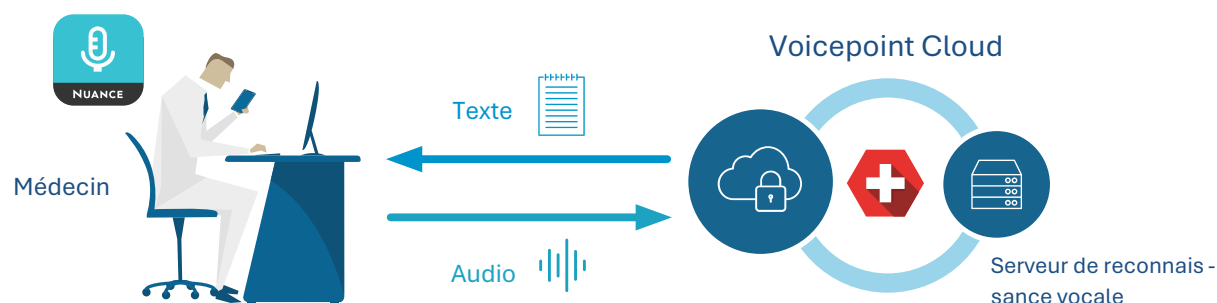 NUANCE
Médecin
Texte
Audio
Voicepoint Cloud
Serveur de reconnais -
sance vocale